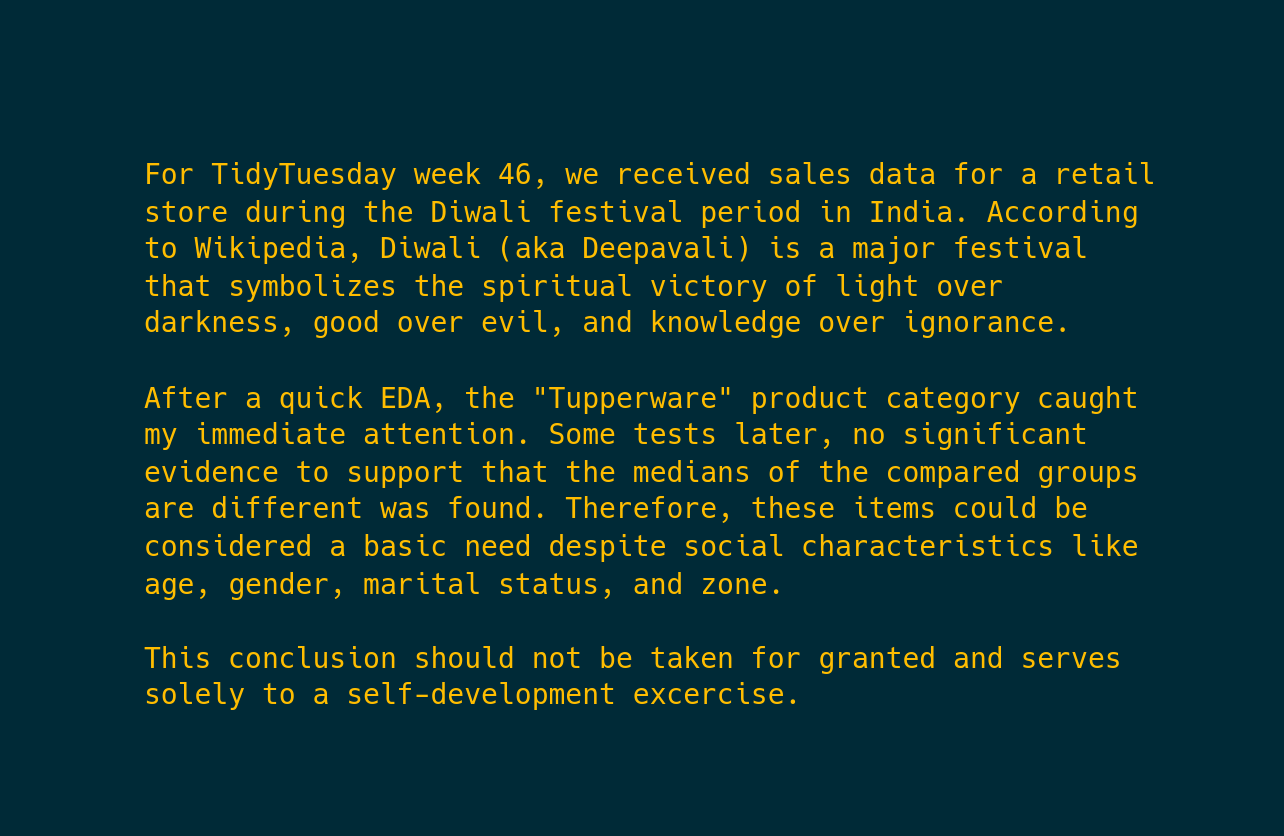 For TidyTuesday week 46, we received sales data for a retail
store during the Diwali festival period in India. According
to Wikipedia, Diwali (aka Deepavali) is a major festival
that symbolizes the spiritual victory of light over
darkness, good over evil, and knowledge over ignorance.
After a quick EDA, the "Tupperware" product category caught
my immediate attention. Some tests later, no significant
evidence to support that the medians of the compared groups
are different was found. Therefore, these items could be
considered a basic need despite social characteristics like
age, gender, marital status, and zone.
This conclusion should not be taken for granted and serves
solely to a self-development excercise.